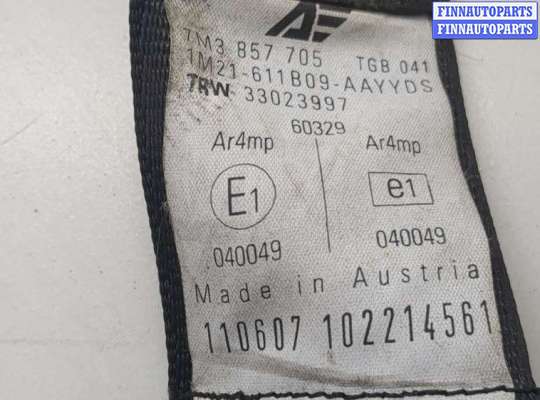 FINNAUTOPARTS
FINNAUTOPARTS
7M3 857 705 TGB 041
1M21-611B09-AAYYDS
TRW 33023997
60329
Ar4mp Ar4mp
E1 e1
040049 040049
Made in Austria
110607 102214561